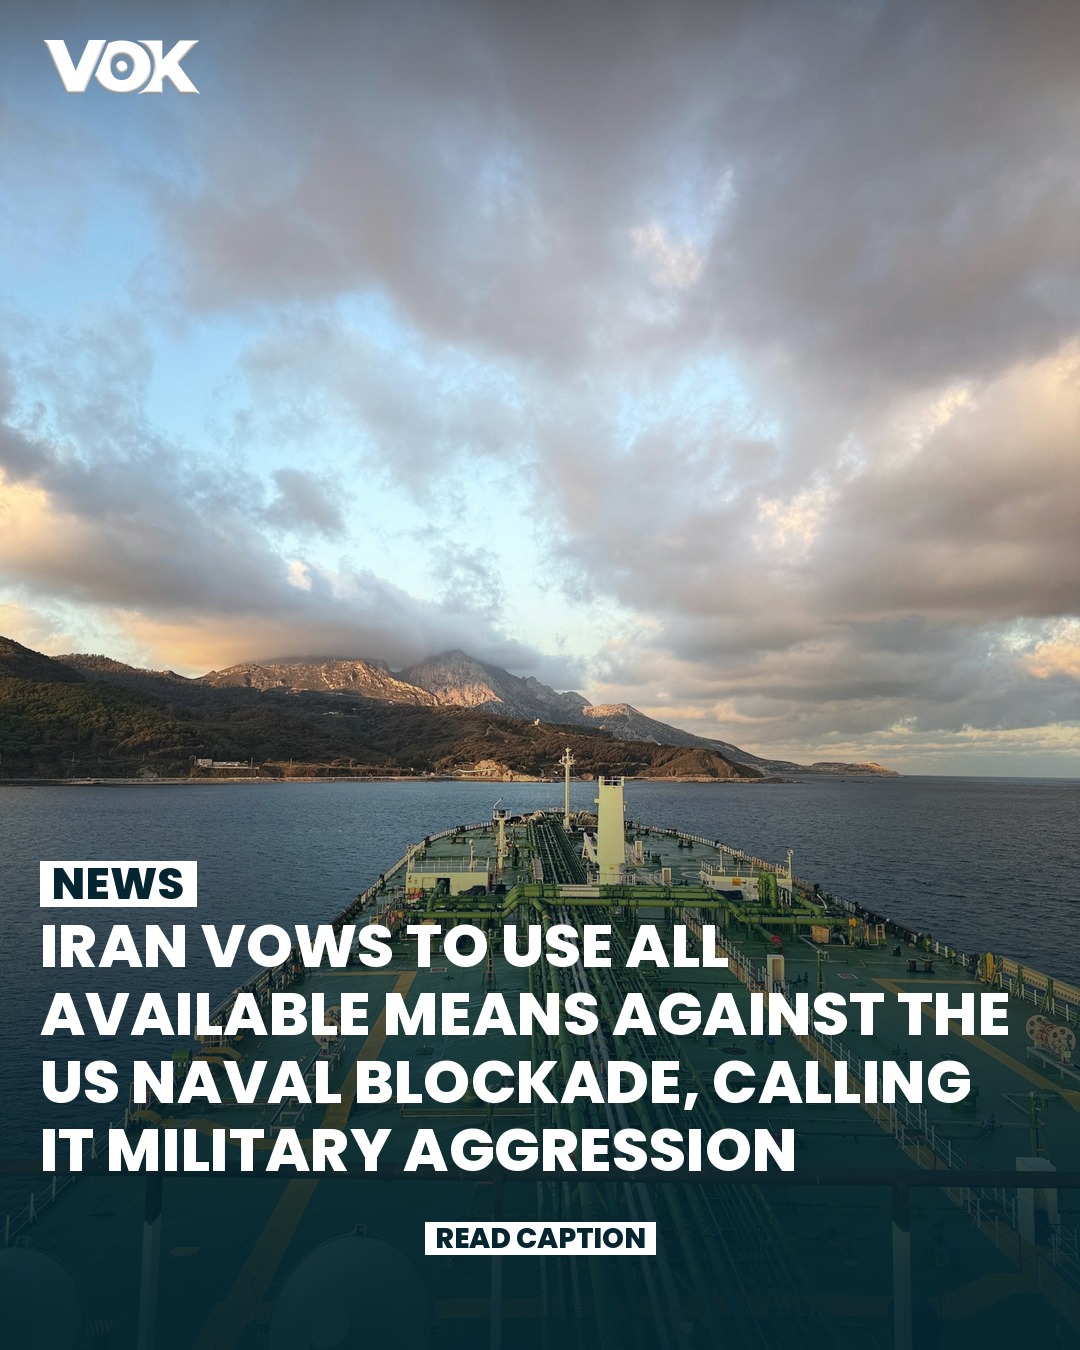 VOK
NEWS
IRAN VOWS TO USE ALL
AVAILABLE MEANS AGAINST THE
US NAVAL BLOCKADE, CALLING
IT MILITARY AGGRESSION
READ CAPTION